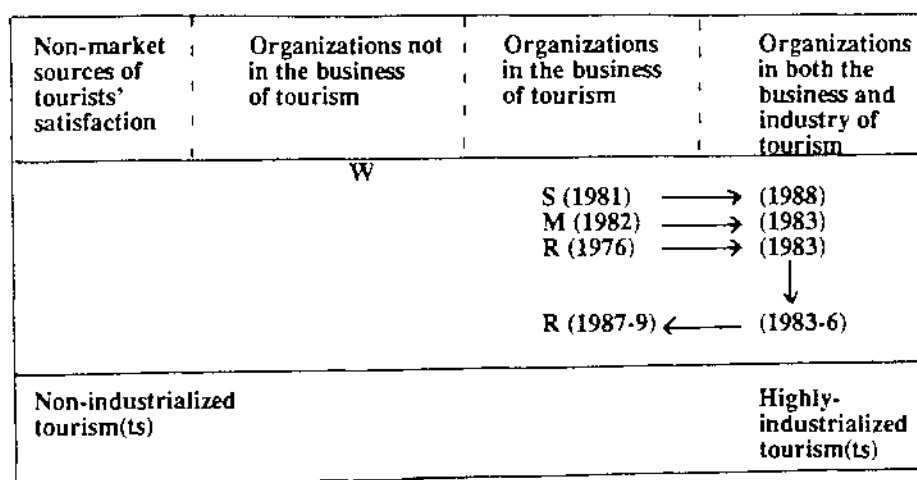 Non-market
sources of
tourists'
satisfaction
Organizations not
in the business
of tourism
Organizations
in the business
of tourism
Organizations
in both the
business and
industry of
tourism
W
S (1981) → (1988)
M (1982) → (1983)
R (1976) → (1983)
↓
R (1987-9) ← (1983-6)
Non-industrialized
tourism(ts)
Highly-
industrialized
tourism(ts)